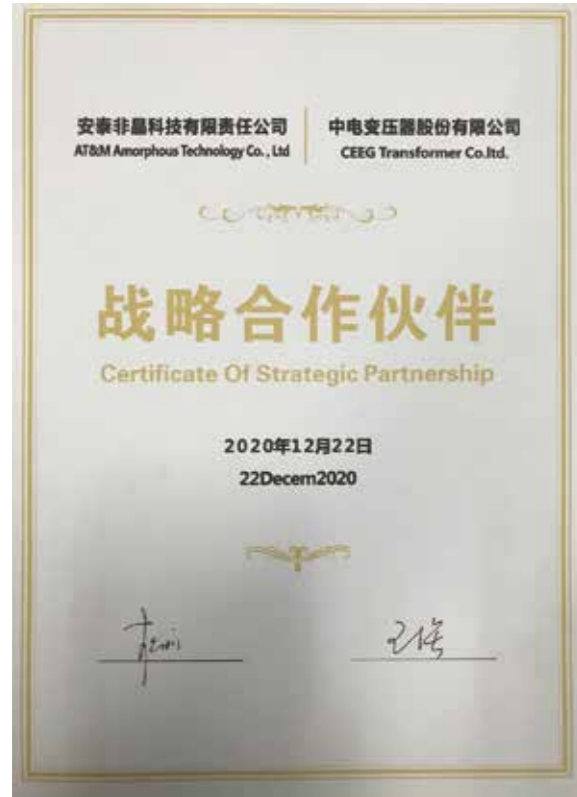 安泰非晶科技有限责任公司
AT&M Amorphous Technology Co., Ltd
中电变压器股份有限公司
CEEG Transformer Co.ltd.
战略合作伙伴
Certificate Of Strategic Partnership
2020年12月22日
22Decem2020